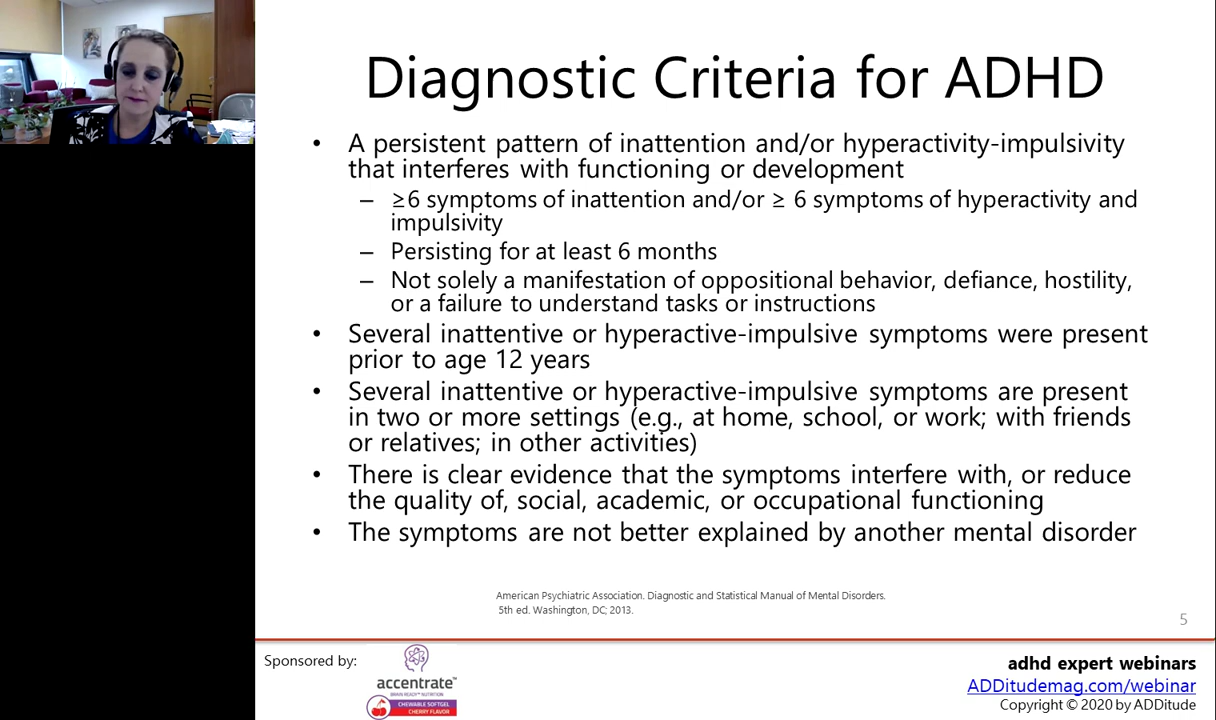 Diagnostic Criteria for ADHD
• A persistent pattern of inattention and/or hyperactivity-impulsivity
that interferes with functioning or development
– ≥6 symptoms of inattention and/or ≥ 6 symptoms of hyperactivity and
impulsivity
– Persisting for at least 6 months
– Not solely a manifestation of oppositional behavior, defiance, hostility,
or a failure to understand tasks or instructions
• Several inattentive or hyperactive-impulsive symptoms were present
prior to age 12 years
• Several inattentive or hyperactive-impulsive symptoms are present
in two or more settings (e.g., at home, school, or work; with friends
or relatives; in other activities)
• There is clear evidence that the symptoms interfere with, or reduce
the quality of, social, academic, or occupational functioning
• The symptoms are not better explained by another mental disorder
American Psychiatric Association. Diagnostic and Statistical Manual of Mental Disorders.
5th ed. Washington, DC; 2013.
5
Sponsored by:
accentrate™
BRAIN READY™ NUTRITION
CHEWABLE SOFTGEL
CHERRY FLAVOR
adhd expert webinars
ADDitudemag.com/webinar
Copyright © 2020 by ADDitude